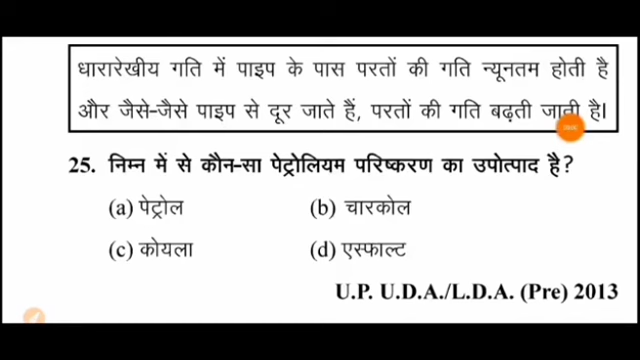 धारारेखीय गति में पाइप के पास परतों की गति न्यूनतम होती है
और जैसे-जैसे पाइप से दूर जाते हैं, परतों की गति बढ़ती जाती है।
25. निम्न में से कौन-सा पेट्रोलियम परिष्करण का उपोत्पाद है?
(a) पेट्रोल (b) चारकोल
(c) कोयला (d) एस्फाल्ट
U.P. U.D.A./L.D.A. (Pre) 2013